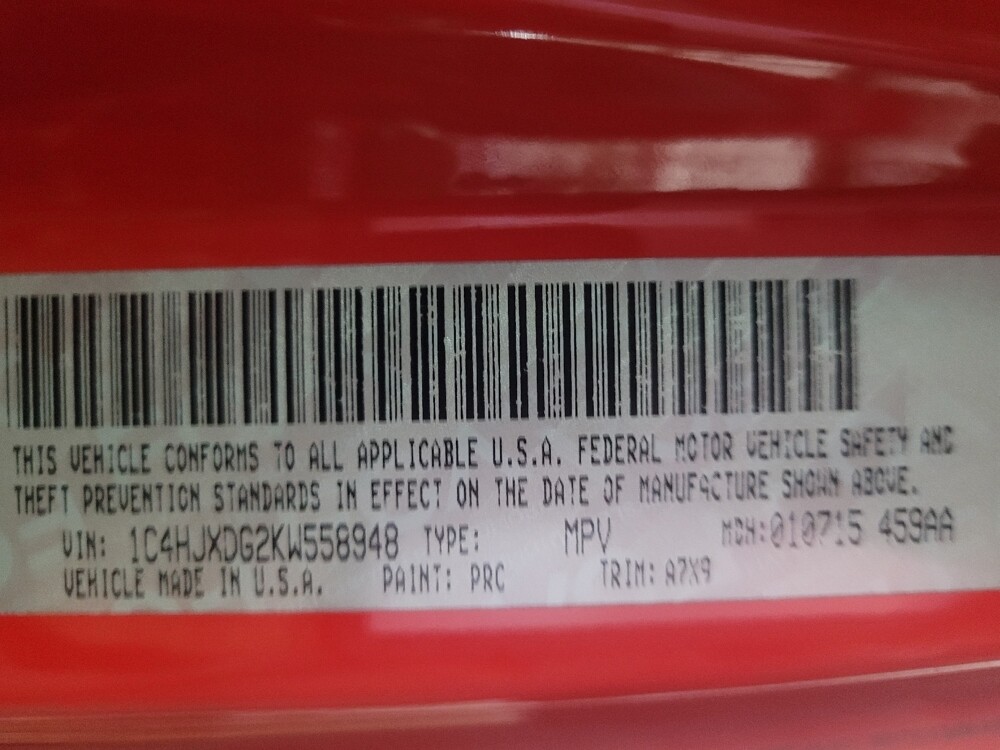 THIS VEHICLE CONFORMS TO ALL APPLICABLE U.S.A. FEDERAL MOTOR VEHICLE SAFETY AND
THEFT PREVENTION STANDARDS IN EFFECT ON THE DATE OF MANUFACTURE SHOWN ABOVE.
VIN: 1C4HJXDG2KW558948 TYPE: MPV MDH:010715 459AA
VEHICLE MADE IN U.S.A. PAINT: PRC TRIM: A7X9